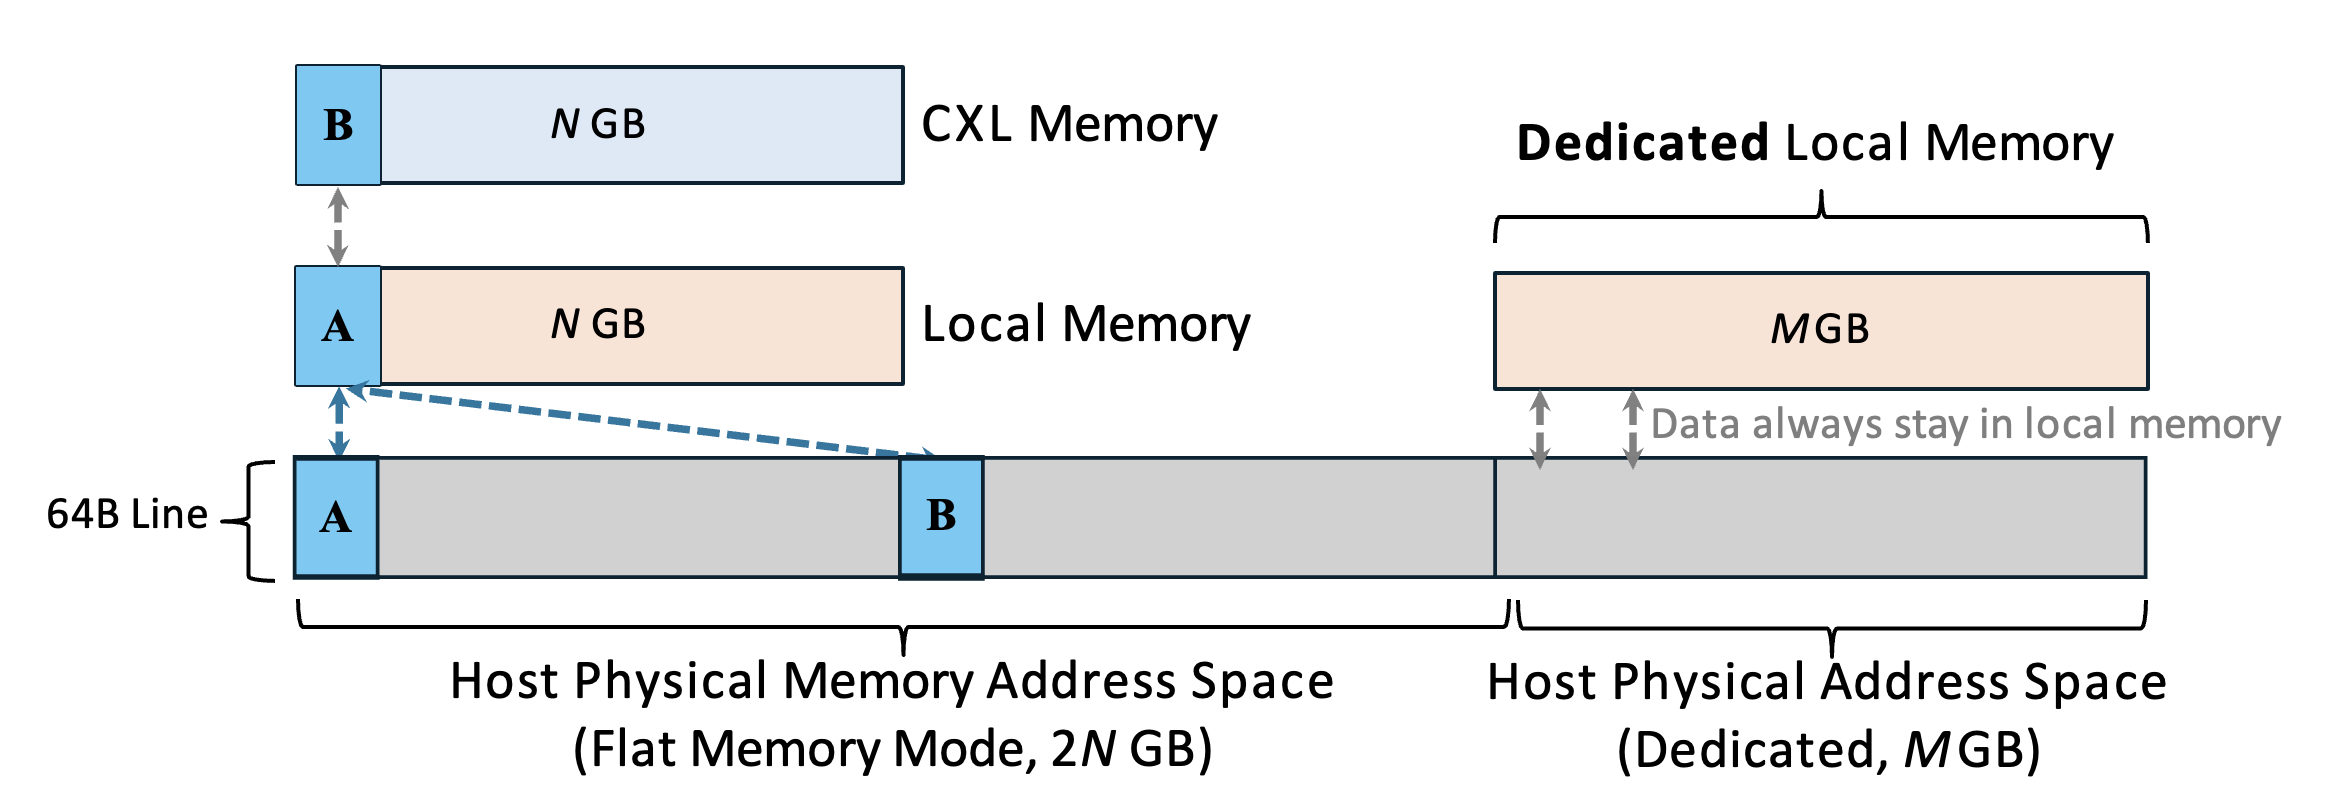 B
N GB
CXL Memory
Dedicated Local Memory
A
N GB
Local Memory
M GB
Data always stay in local memory
64B Line
A
B
Host Physical Memory Address Space
(Flat Memory Mode, 2N GB)
Host Physical Address Space
(Dedicated, M GB)